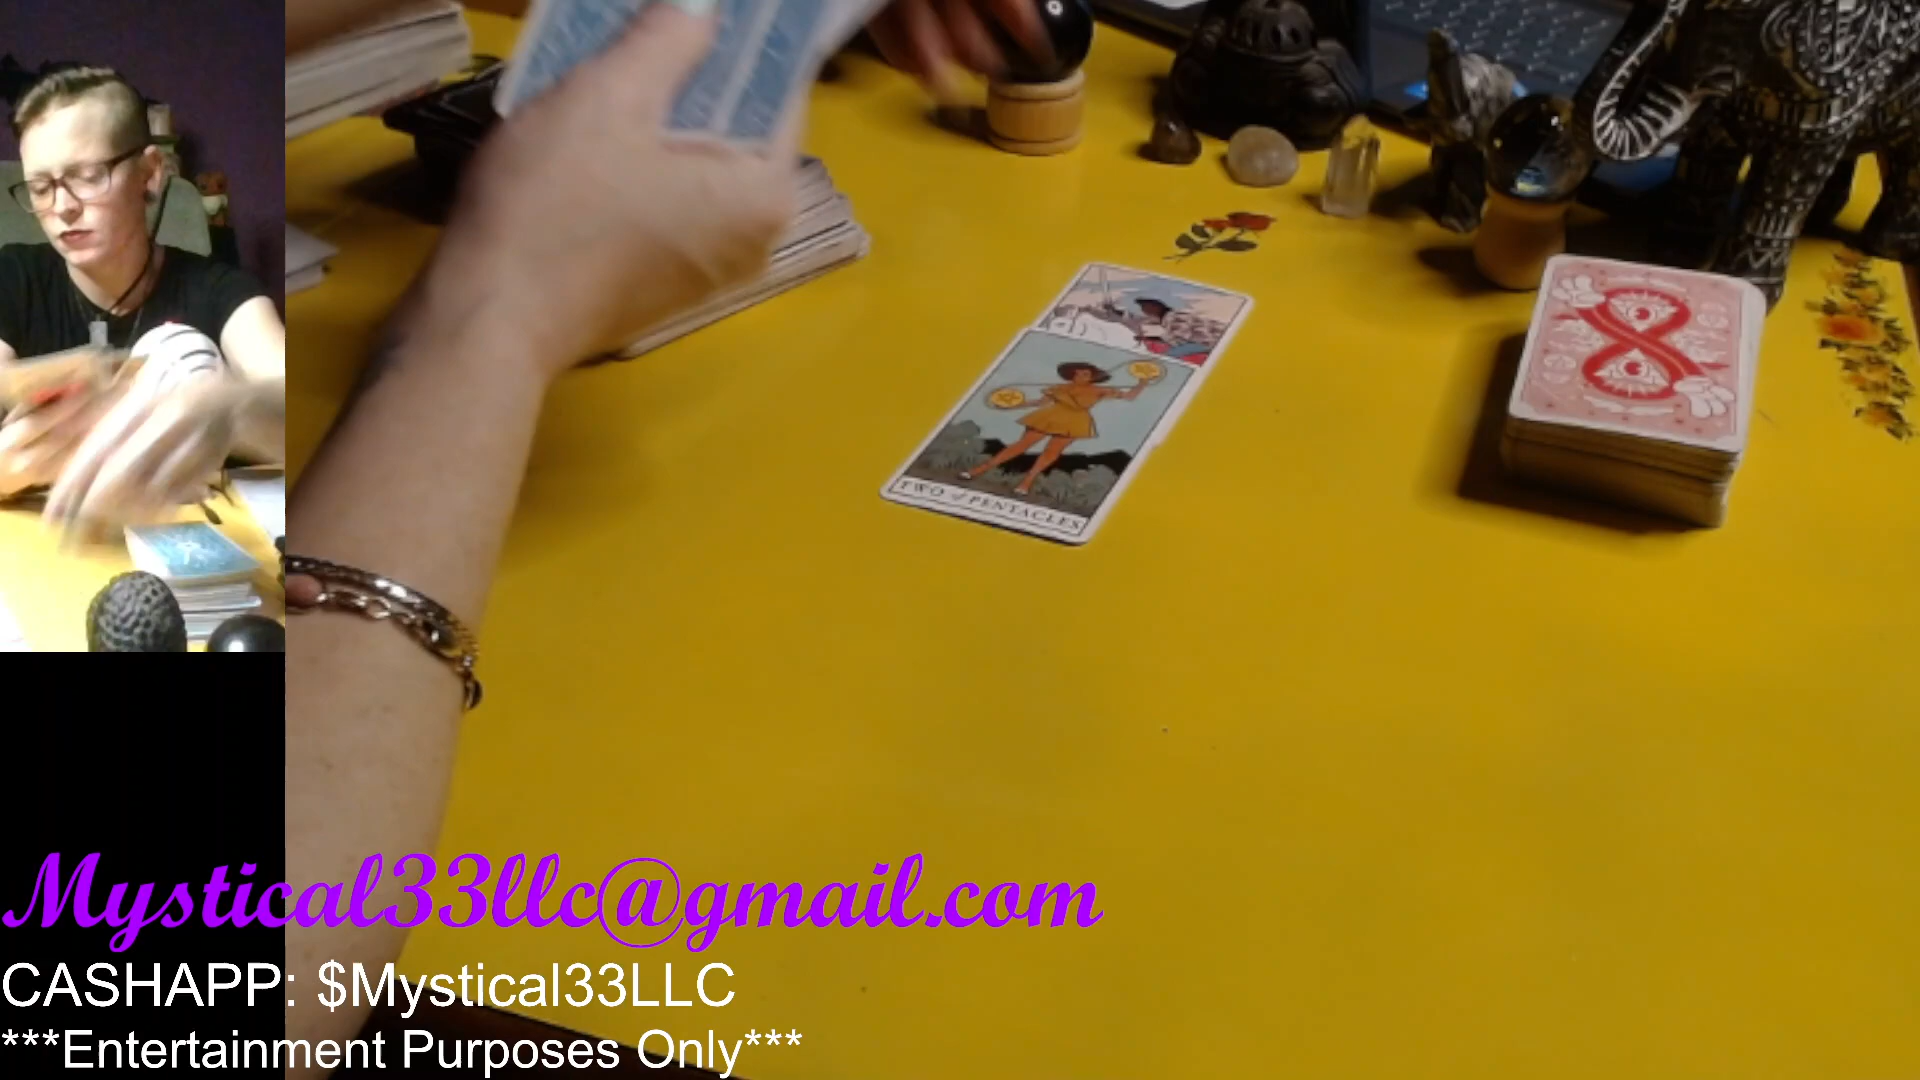 TWO of PENTACLES
Mystical33llc@gmail.com
CASHAPP: $Mystical33LLC
***Entertainment Purposes Only***